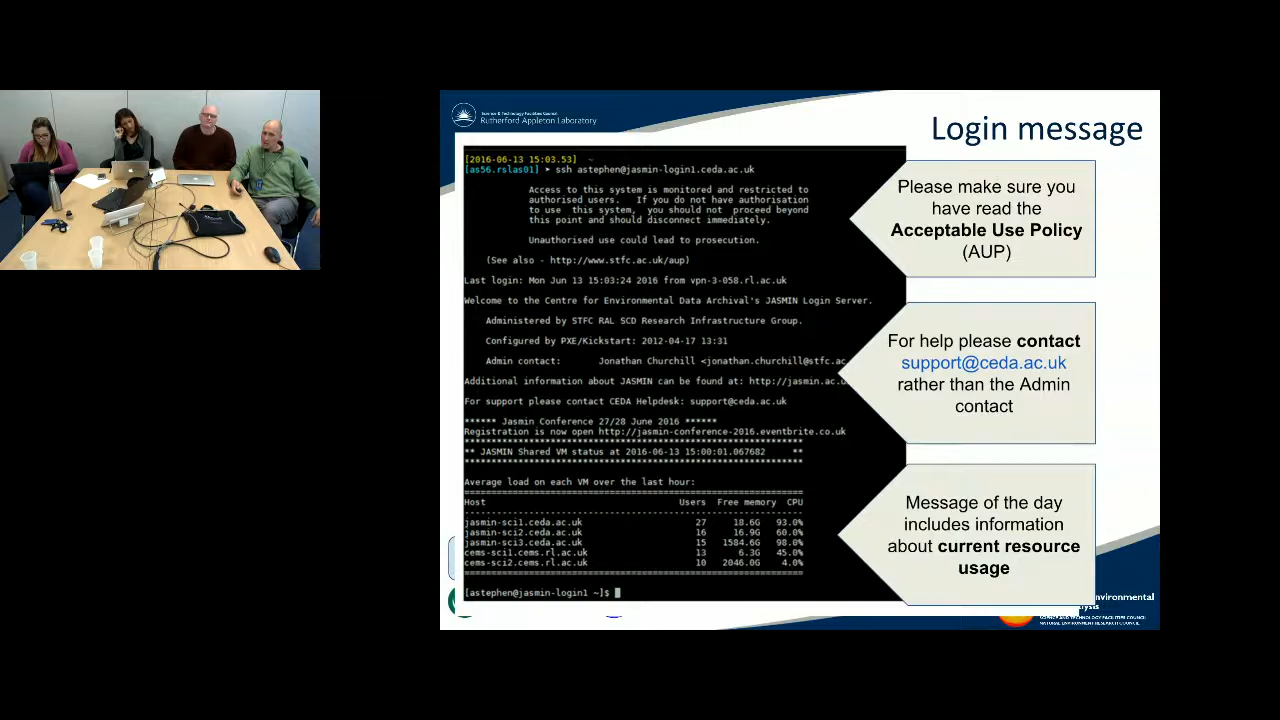 Science & Technology Facilities Council
Rutherford Appleton Laboratory
Login message
[2016-06-13 15:03.53] ~
[as56.rslas01] ➤ ssh astephen@jasmin-login1.ceda.ac.uk
Access to this system is monitored and restricted to
authorised users. If you do not have authorisation
to use this system, you should not proceed beyond
this point and should disconnect immediately.
Unauthorised use could lead to prosecution.
(See also - http://www.stfc.ac.uk/aup)
Last login: Mon Jun 13 15:03:24 2016 from vpn-3-058.rl.ac.uk
Welcome to the Centre for Environmental Data Archival's JASMIN Login Server.
Administered by STFC RAL SCD Research Infrastructure Group.
Configured by PXE/Kickstart: 2012-04-17 13:31
Admin contact: Jonathan Churchill <jonathan.churchill@stfc.ac.
Additional information about JASMIN can be found at: http://jasmin.ac.u
For support please contact CEDA Helpdesk: support@ceda.ac.uk
****** Jasmin Conference 27/28 June 2016 ******
Registration is now open http://jasmin-conference-2016.eventbrite.co.uk
***************************************************************
** JASMIN Shared VM status at 2016-06-13 15:00:01.067682 **
***************************************************************
Average load on each VM over the last hour:
===============================================================
Host Users Free memory CPU
---------------------------------------------------------------
jasmin-sci1.ceda.ac.uk 27 18.6G 93.0%
jasmin-sci2.ceda.ac.uk 16 16.9G 60.0%
jasmin-sci3.ceda.ac.uk 15 1584.6G 98.0%
cems-sci1.cems.rl.ac.uk 13 6.3G 45.0%
cems-sci2.cems.rl.ac.uk 10 2046.0G 4.0%
===============================================================
[astephen@jasmin-login1 ~]$
Please make sure you
have read the
Acceptable Use Policy
(AUP)
For help please contact
support@ceda.ac.uk
rather than the Admin
contact
Message of the day
includes information
about current resource
usage
nvironmental
SCIENCE AND TECHNOLOGY FACILITIES COUNCIL
NATURAL ENVIRONMENT RESEARCH COUNCIL